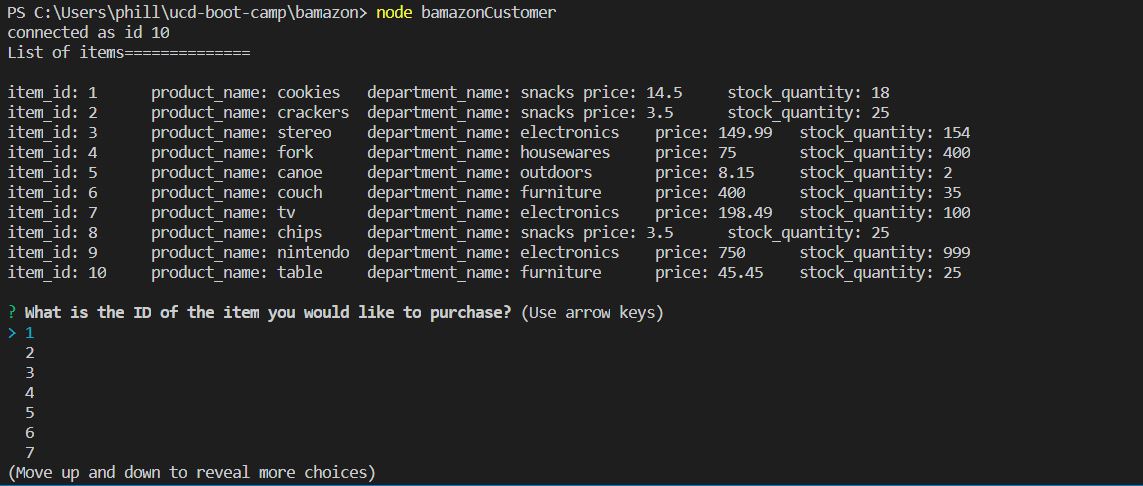 PS C:\Users\phill\ucd-boot-camp\bamazon> node bamazonCustomer
connected as id 10
List of items==============
item_id: 1      product_name: cookies   department_name: snacks price: 14.5     stock_quantity: 18
item_id: 2      product_name: crackers  department_name: snacks price: 3.5      stock_quantity: 25
item_id: 3      product_name: stereo    department_name: electronics    price: 149.99   stock_quantity: 154
item_id: 4      product_name: fork      department_name: housewares     price: 75       stock_quantity: 400
item_id: 5      product_name: canoe     department_name: outdoors       price: 8.15     stock_quantity: 2
item_id: 6      product_name: couch     department_name: furniture      price: 400      stock_quantity: 35
item_id: 7      product_name: tv        department_name: electronics    price: 198.49   stock_quantity: 100
item_id: 8      product_name: chips     department_name: snacks price: 3.5      stock_quantity: 25
item_id: 9      product_name: nintendo  department_name: electronics    price: 750      stock_quantity: 999
item_id: 10     product_name: table     department_name: furniture      price: 45.45    stock_quantity: 25
? What is the ID of the item you would like to purchase? (Use arrow keys)
> 1
  2
  3
  4
  5
  6
  7
(Move up and down to reveal more choices)